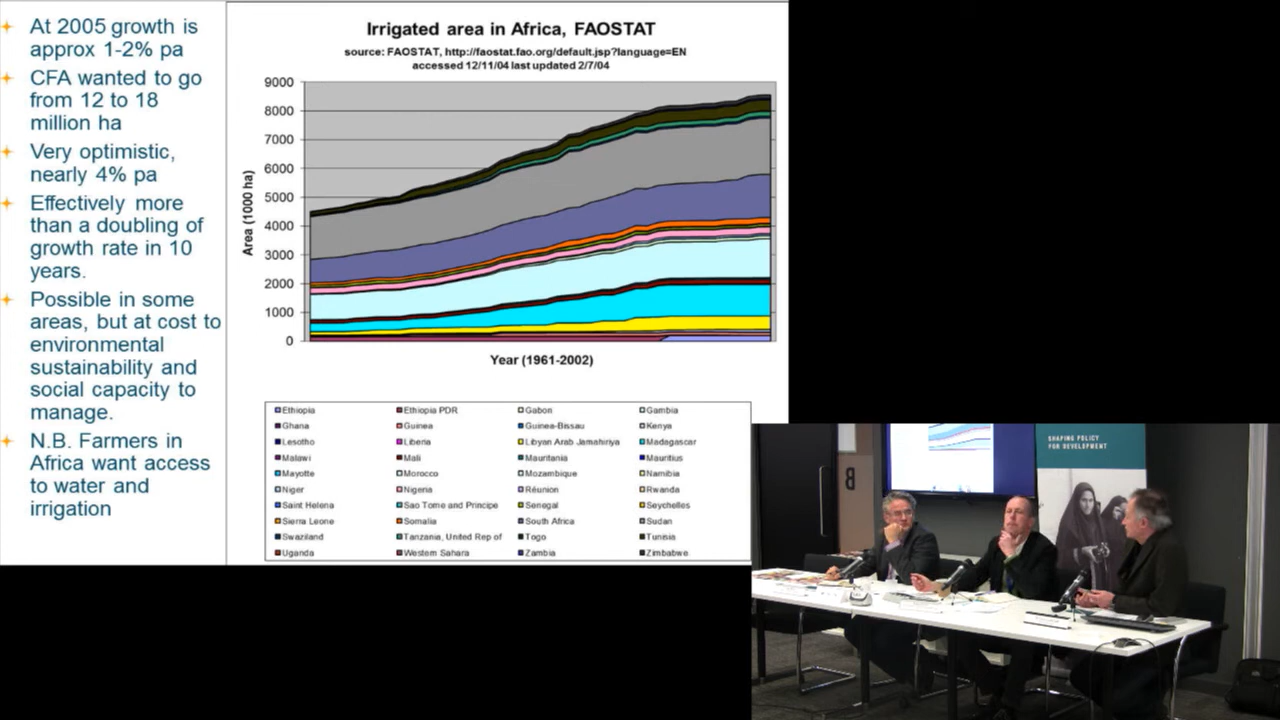 At 2005 growth is
approx 1-2% pa
CFA wanted to go
from 12 to 18
million ha
Very optimistic,
nearly 4% pa
Effectively more
than a doubling of
growth rate in 10
years.
Possible in some
areas, but at cost to
environmental
sustainability and
social capacity to
manage.
N.B. Farmers in
Africa want access
to water and
irrigation
Irrigated area in Africa, FAOSTAT
source: FAOSTAT, http://faostat.fao.org/default.jsp?language=EN
accessed 12/11/04 last updated 2/7/04
9000
8000
7000
6000
5000
4000
3000
2000
1000
0
Area (1000 ha)
Year (1961-2002)
Ethiopia Ethiopia PDR Gabon Gambia
Ghana Guinea Guinea-Bissau Kenya
Lesotho Liberia Libyan Arab Jamahiriya Madagascar
Malawi Mali Mauritania Mauritius
Mayotte Morocco Mozambique Namibia
Niger Nigeria Réunion Rwanda
Saint Helena Sao Tome and Principe Senegal Seychelles
Sierra Leone Somalia South Africa Sudan
Swaziland Tanzania, United Rep of Togo Tunisia
Uganda Western Sahara Zambia Zimbabwe
SHAPING POLICY
FOR DEVELOPMENT
B